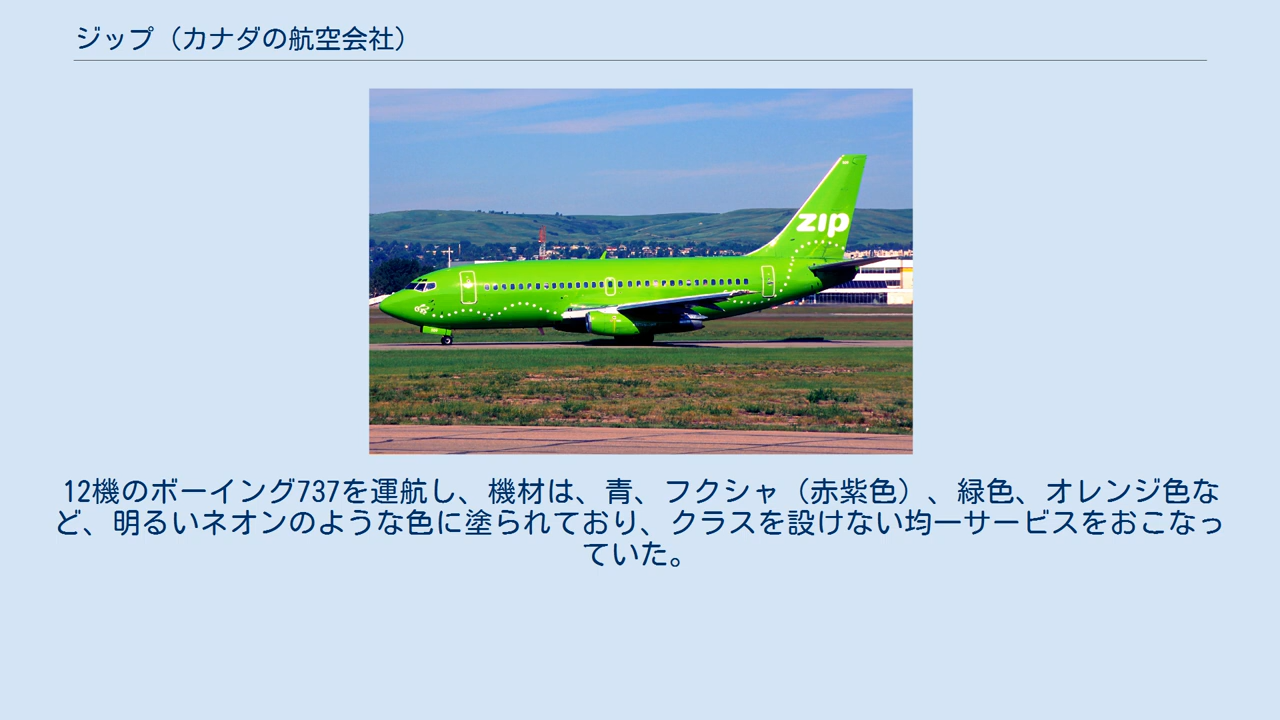 ジップ（カナダの航空会社）
zip
12機のボーイング737を運航し、機材は、青、フクシャ（赤紫色）、緑色、オレンジ色な
ど、明るいネオンのような色に塗られており、クラスを設けない均一サービスをおこなっ
ていた。